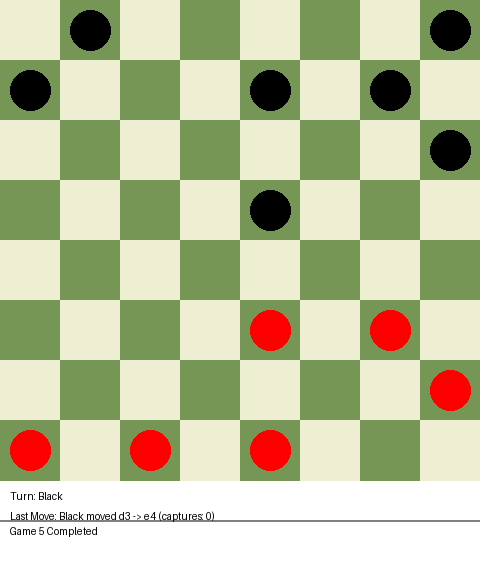 Turn: Black
Last Move: Black moved d3 -> e4 (captures: 0)
Game 5 Completed